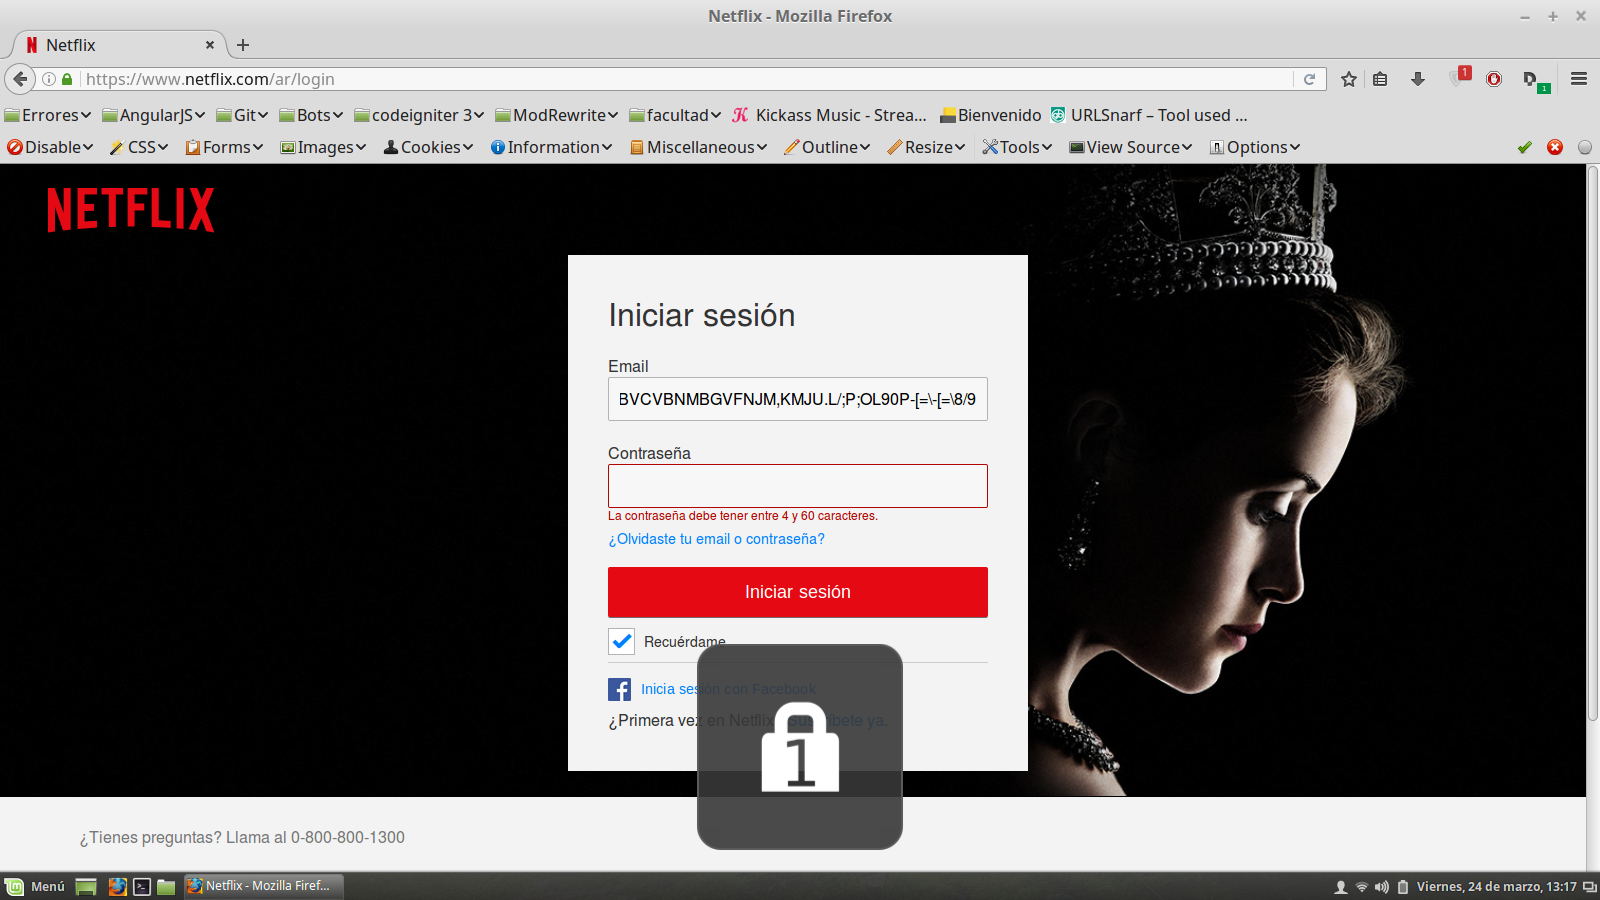 Netflix - Mozilla Firefox
Netflix
https://www.netflix.com/ar/login
1
1
Errores AngularJS Git Bots codeigniter 3 ModRewrite facultad Kickass Music - Strea... Bienvenido URLSnarf – Tool used ...
Disable CSS Forms Images Cookies Information Miscellaneous Outline Resize Tools View Source Options
NETFLIX
Iniciar sesión
Email
BVCVBNMBGVFNJM,KMJU.L/;P;OL90P-[=\-[=\8/9
Contraseña
La contraseña debe tener entre 4 y 60 caracteres.
¿Olvidaste tu email o contraseña?
Iniciar sesión
Recuérdame
Inicia sesión con Facebook
¿Primera vez en Netflix? Suscríbete ya.
1
¿Tienes preguntas? Llama al 0-800-800-1300
Menú Netflix - Mozilla Firef... Viernes, 24 de marzo, 13:17